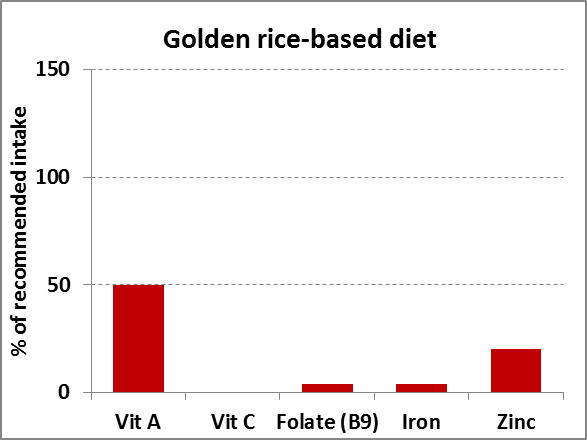 Golden rice-based diet
% of recommended intake
150
100
50
0
Vit A Vit C Folate (B9) Iron Zinc